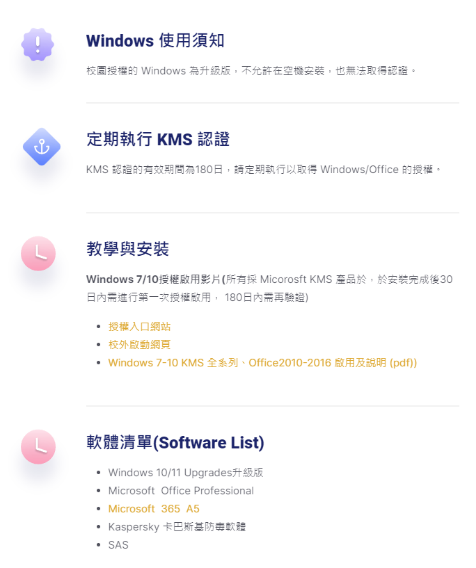 Windows 使用須知
校園授權的 Windows 為升級版，不允許在空機安裝，也無法取得認證。
定期執行 KMS 認證
KMS 認證的有效期間為180日，請定期執行以取得 Windows/Office 的授權。
教學與安裝
Windows 7/10授權啟用影片(所有採 Micorosft KMS 產品於，於安裝完成後30
日內需進行第一次授權啟用， 180日內需再驗證)
授權入口網站
校外啟動網頁
Windows 7-10 KMS 全系列、Office2010-2016 啟用及說明 (pdf))
軟體清單(Software List)
Windows 10/11 Upgrades升級版
Microsoft Office Professional
Microsoft 365 A5
Kaspersky 卡巴斯基防毒軟體
SAS